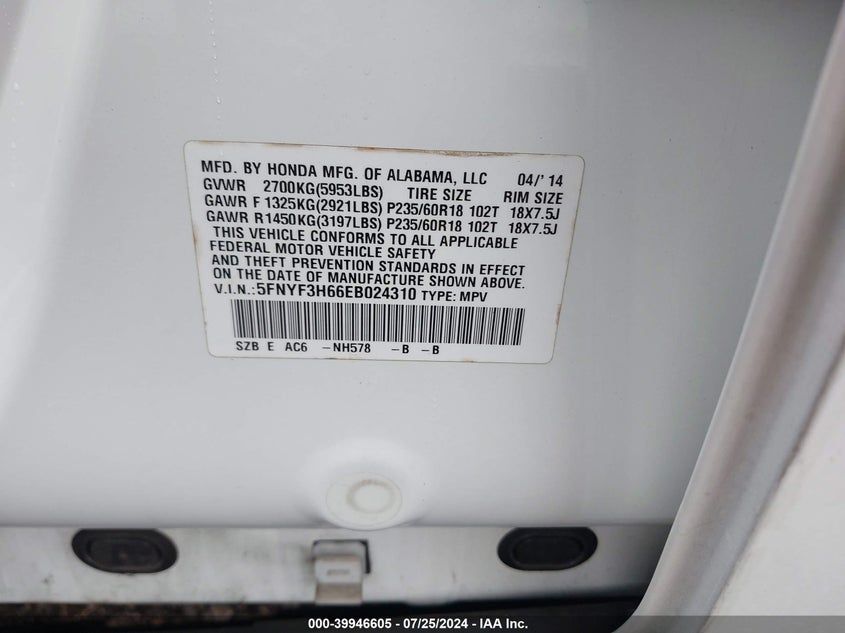 MFD. BY HONDA MFG. OF ALABAMA, LLC 04/' 14
GVWR 2700KG(5953LBS) TIRE SIZE RIM SIZE
GAWR F 1325KG(2921LBS) P235/60R18 102T 18X7.5J
GAWR R 1450KG(3197LBS) P235/60R18 102T 18X7.5J
THIS VEHICLE CONFORMS TO ALL APPLICABLE
FEDERAL MOTOR VEHICLE SAFETY
AND THEFT PREVENTION STANDARDS IN EFFECT
ON THE DATE OF MANUFACTURE SHOWN ABOVE.
V.I.N.: 5FNYF3H66EB024310 TYPE: MPV
SZB E AC6 -NH578 -B -B
000-39946605 - 07/25/2024 - IAA Inc.